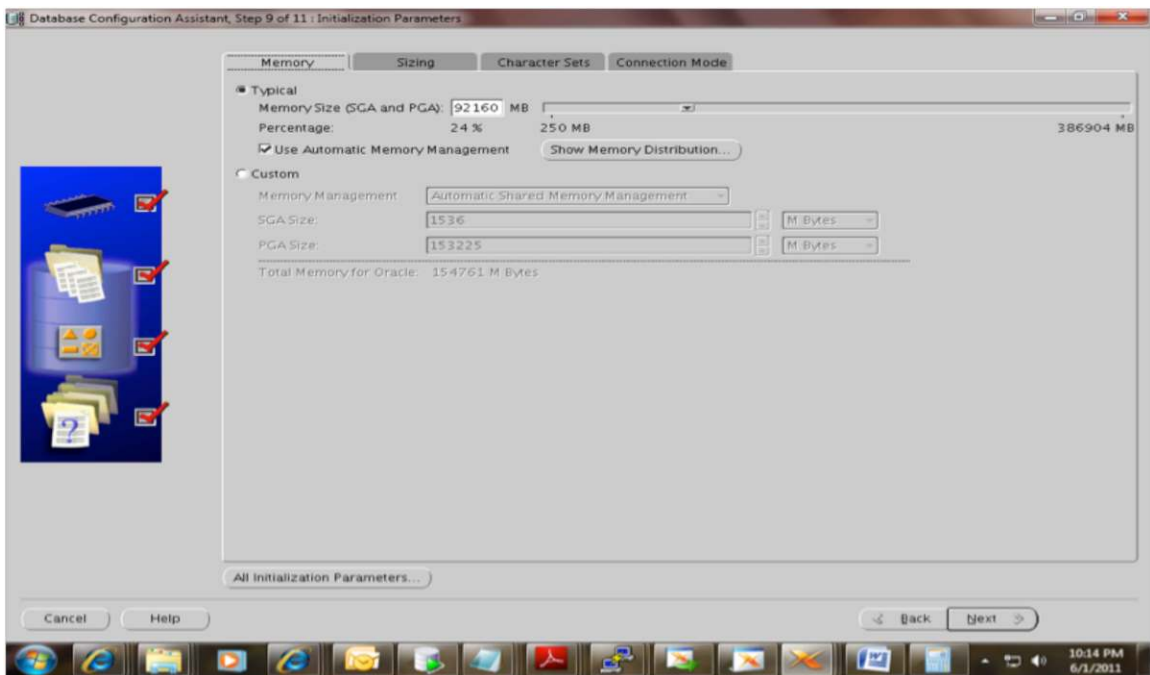 Database Configuration Assistant, Step 9 of 11 : Initialization Parameters
Memory Sizing Character Sets Connection Mode
Typical
Memory Size (SGA and PGA): 92160 MB
Percentage: 24 % 250 MB 386904 MB
Use Automatic Memory Management Show Memory Distribution...
Custom
Memory Management Automatic Shared Memory Management
SGA Size: 1536 M Bytes
PGA Size: 153225 M Bytes
Total Memory for Oracle: 154761 M Bytes
?
All Initialization Parameters...
Cancel Help Back Next
10:14 PM
6/1/2011